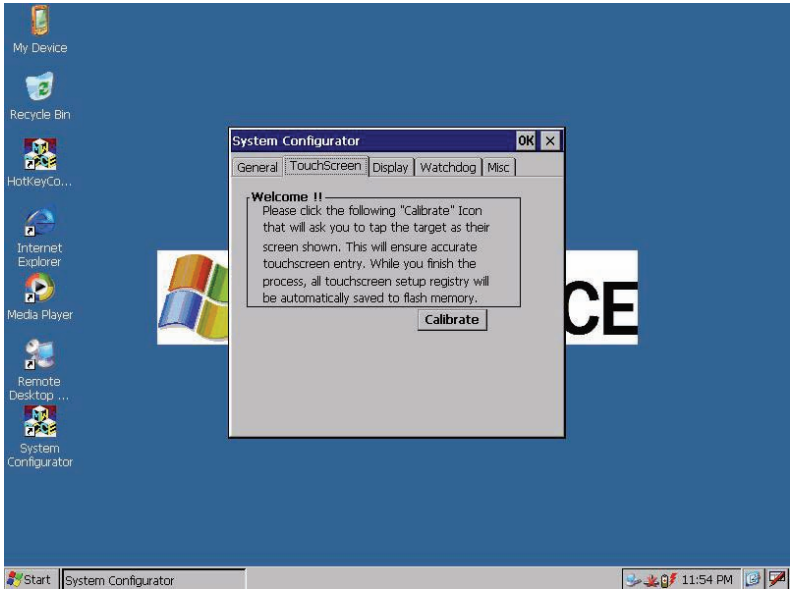 My Device
Recycle Bin
HotKeyCo...
Internet
Explorer
Media Player
Remote
Desktop ...
System
Configurator
System Configurator
OK
General
TouchScreen
Display
Watchdog
Misc
Welcome !!
Please click the following "Calibrate" Icon
that will ask you to tap the target as their
screen shown. This will ensure accurate
touchscreen entry. While you finish the
process, all touchscreen setup registry will
be automatically saved to flash memory.
Calibrate
CE
Start
System Configurator
11:54 PM